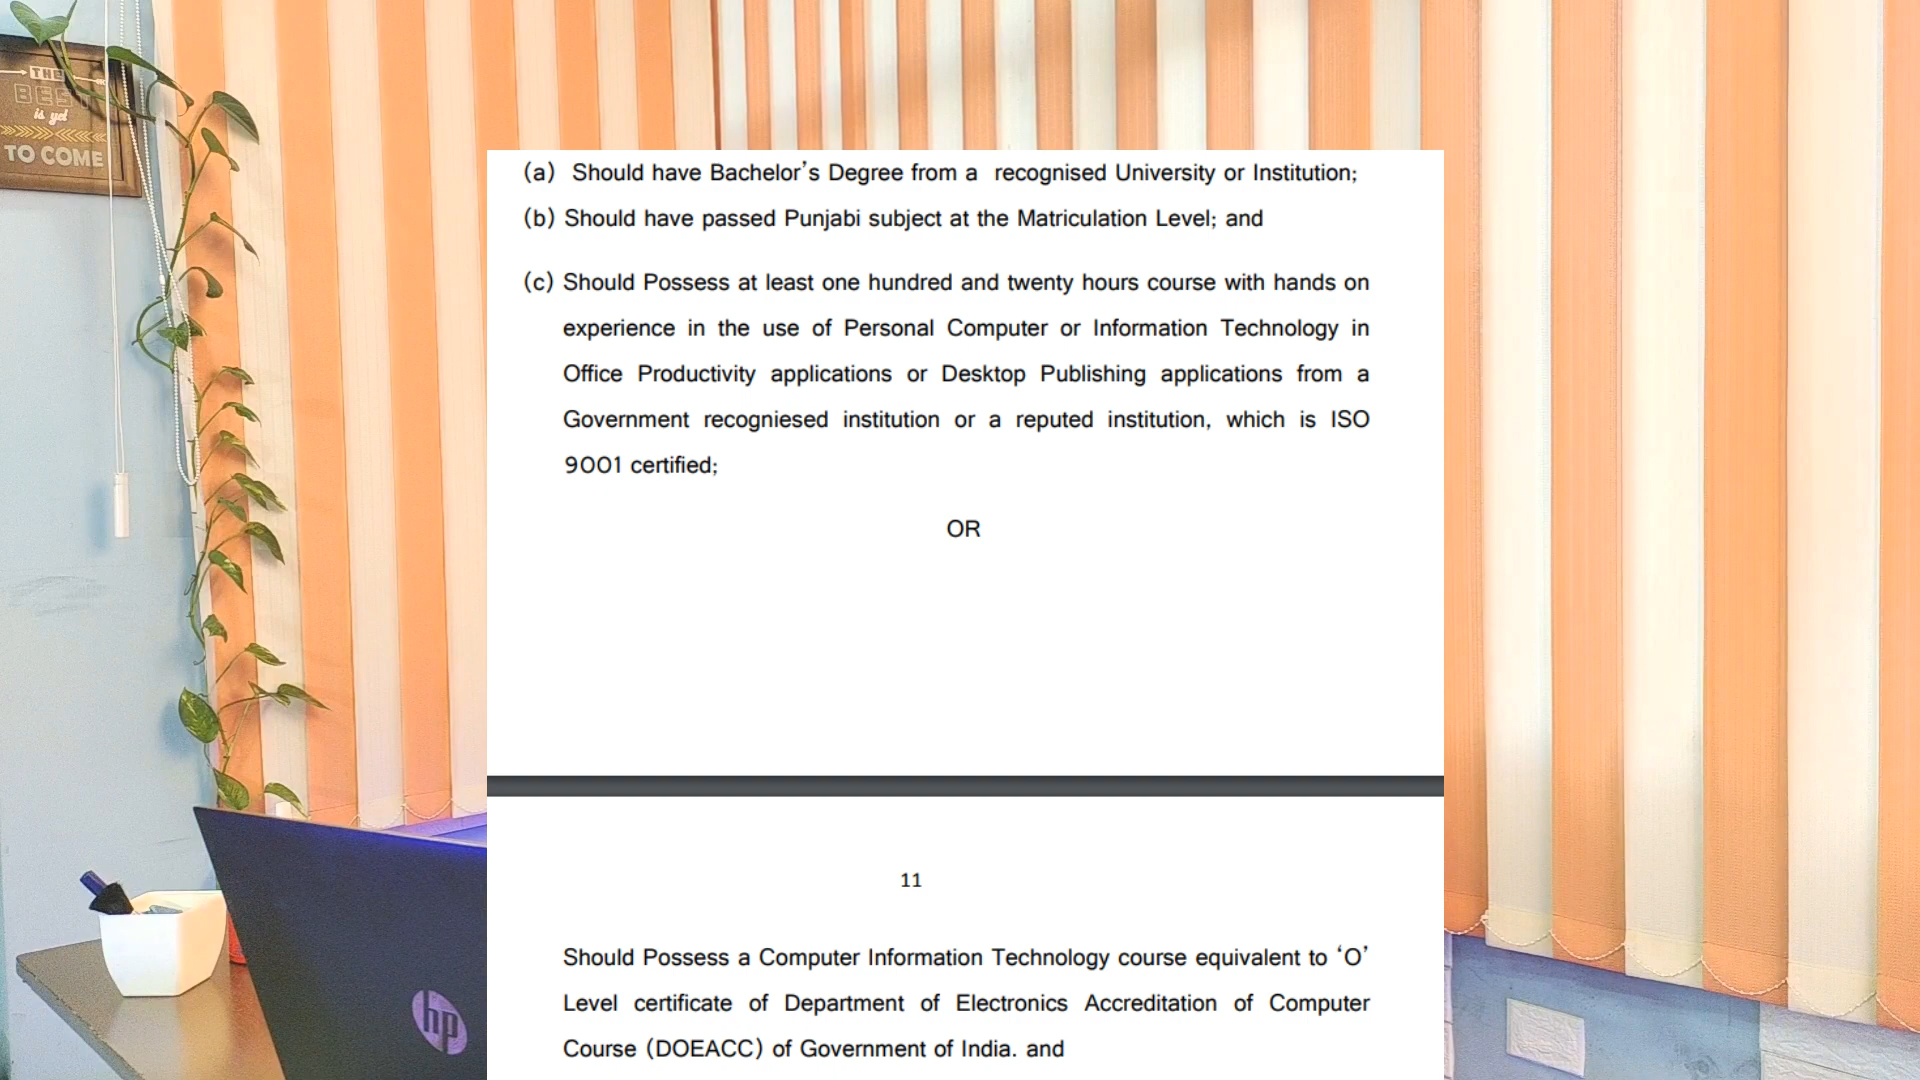 THE
BEST
is yet
TO COME
(a) Should have Bachelor’s Degree from a recognised University or Institution;
(b) Should have passed Punjabi subject at the Matriculation Level; and
(c) Should Possess at least one hundred and twenty hours course with hands on
experience in the use of Personal Computer or Information Technology in
Office Productivity applications or Desktop Publishing applications from a
Government recogniesed institution or a reputed institution, which is ISO
9001 certified;
OR
11
Should Possess a Computer Information Technology course equivalent to ‘O’
Level certificate of Department of Electronics Accreditation of Computer
Course (DOEACC) of Government of India. and
hp